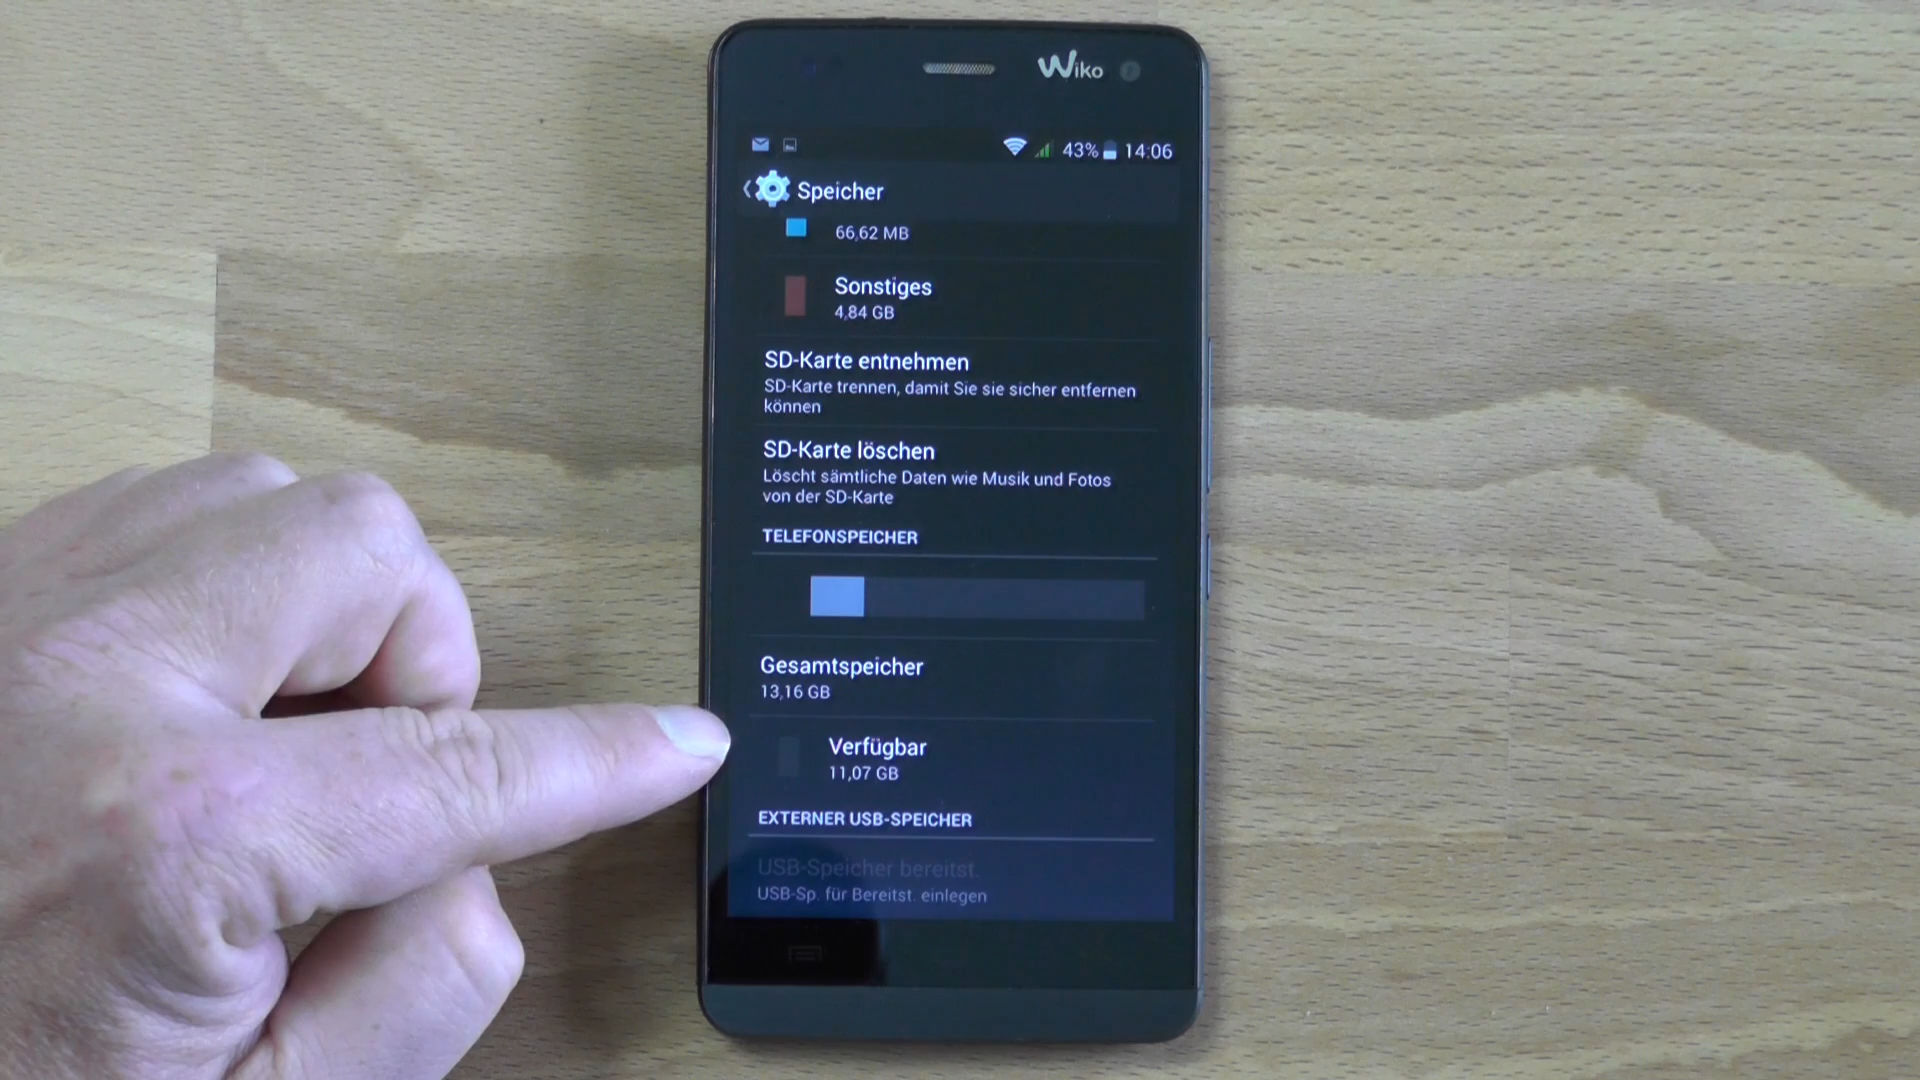 Wiko
43% 14:06
Speicher
66,62 MB
Sonstiges
4,84 GB
SD-Karte entnehmen
SD-Karte trennen, damit Sie sie sicher entfernen
können
SD-Karte löschen
Löscht sämtliche Daten wie Musik und Fotos
von der SD-Karte
TELEFONSPEICHER
Gesamtspeicher
13,16 GB
Verfügbar
11,07 GB
EXTERNER USB-SPEICHER
USB-Speicher bereitst.
USB-Sp. für Bereitst. einlegen